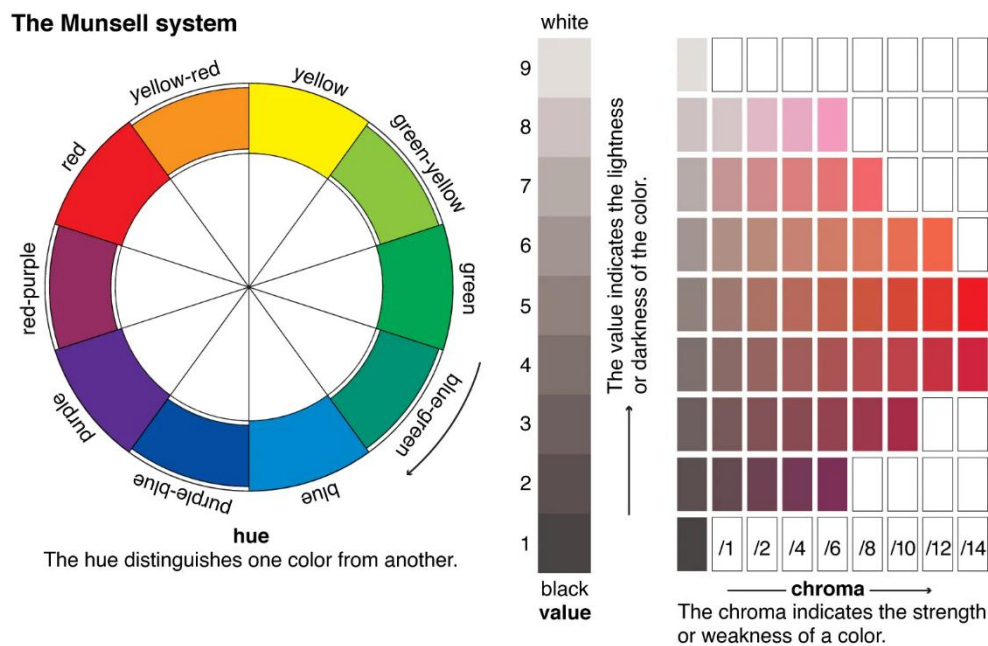 The Munsell system
yellow-red
yellow
green-yellow
green
blue-green
blue
purple-blue
purple
red-purple
red
hue
The hue distinguishes one color from another.
white
9
8
7
6
5
4
3
2
1
black
value
The value indicates the lightness
or darkness of the color.
/1 /2 /4 /6 /8 /10 /12 /14
chroma
The chroma indicates the strength
or weakness of a color.